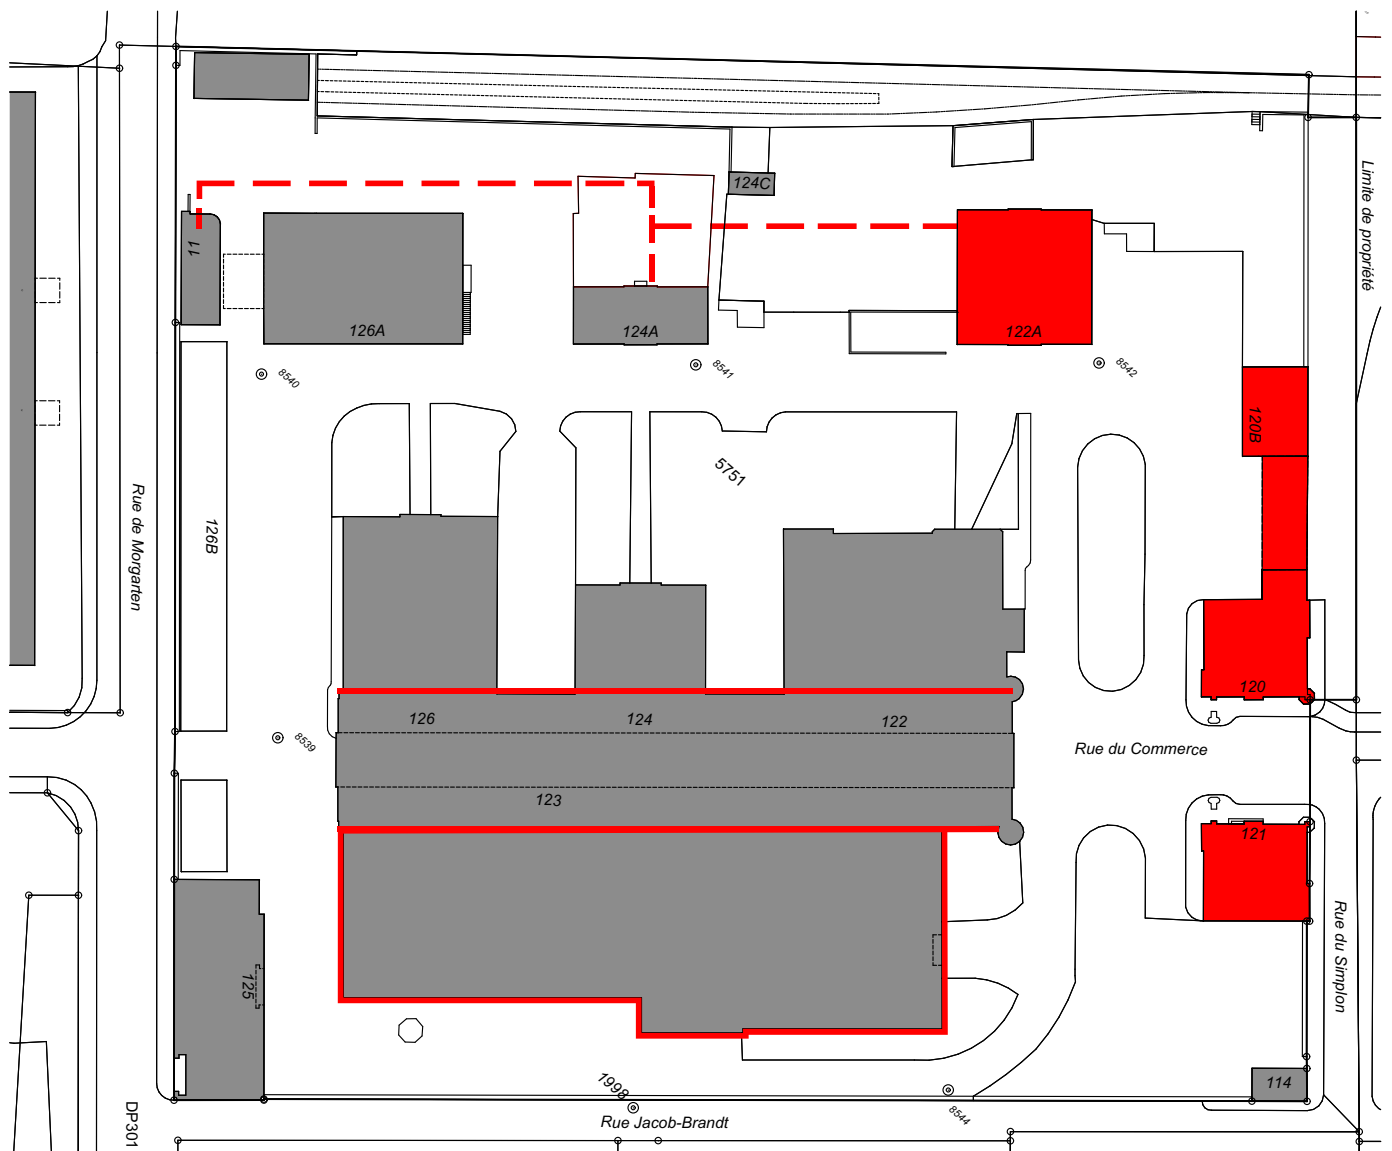 124C
Limite de propriété
11
126A
124A
122A
8540
8541
8542
120B
5751
Rue de Morgarten
126B
126
124
122
120
8539
Rue du Commerce
123
121
125
Rue du Simplon
1998
114
DP301
8544
Rue Jacob-Brandt